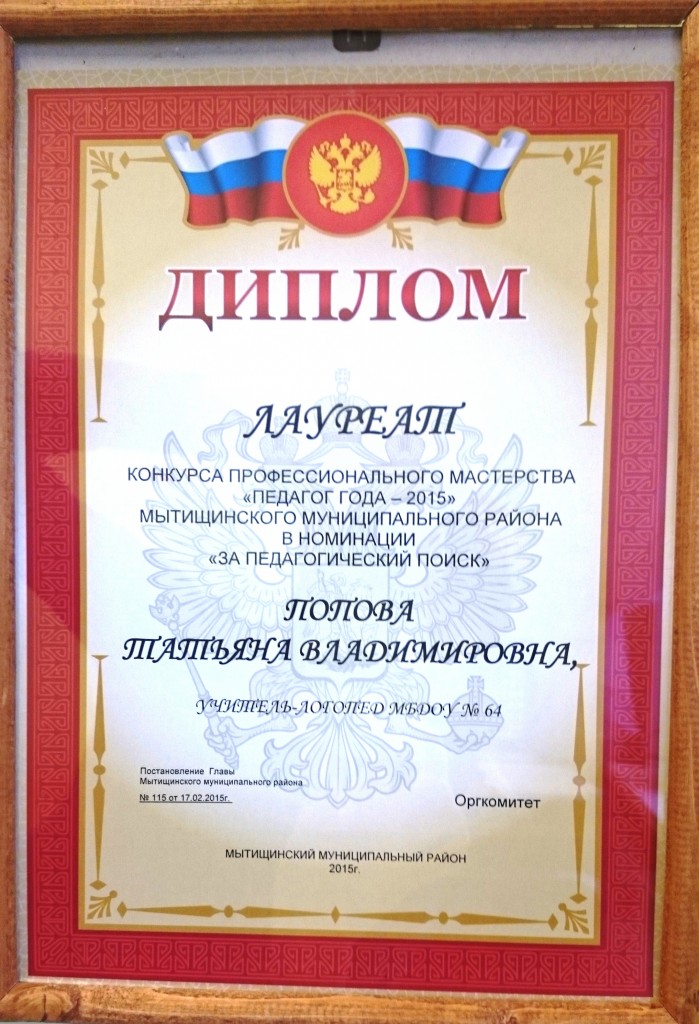 ДИПЛОМ
ЛАУРЕАТ
КОНКУРСА ПРОФЕССИОНАЛЬНОГО МАСТЕРСТВА
«ПЕДАГОГ ГОДА – 2015»
МЫТИЩИНСКОГО МУНИЦИПАЛЬНОГО РАЙОНА
В НОМИНАЦИИ
«ЗА ПЕДАГОГИЧЕСКИЙ ПОИСК»
ПОПОВА
ТАТЬЯНА ВЛАДИМИРОВНА,
УЧИТЕЛЬ-ЛОГОПЕД МБДОУ № 64
Постановление Главы
Мытищинского муниципального района
№ 115 от 17.02.2015г.
Оргкомитет
МЫТИЩИНСКИЙ МУНИЦИПАЛЬНЫЙ РАЙОН
2015г.